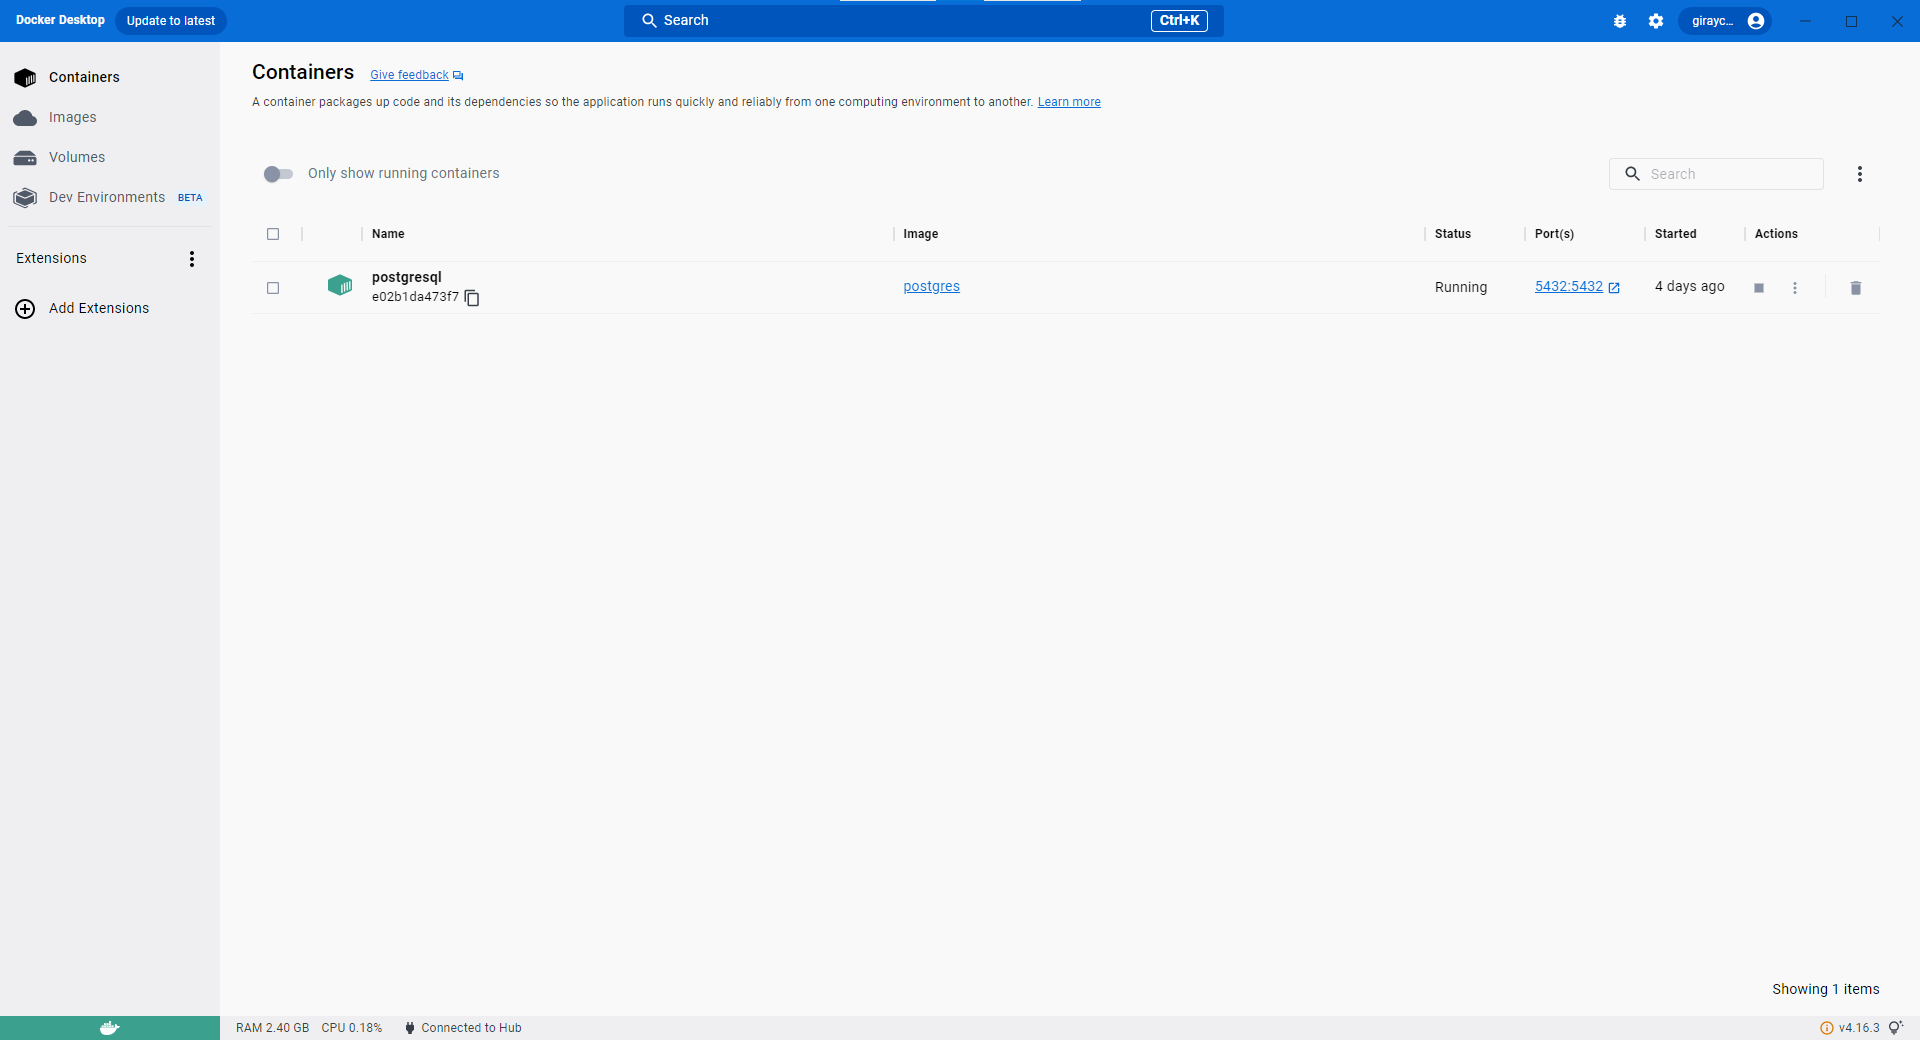 Docker Desktop Update to latest Search Ctrl+K girayc...
Containers
Images
Volumes
Dev Environments BETA
Extensions
Add Extensions
Containers Give feedback
A container packages up code and its dependencies so the application runs quickly and reliably from one computing environment to another. Learn more
Only show running containers Search
Name Image Status Port(s) Started Actions
postgresql
e02b1da473f7 postgres Running 5432:5432 4 days ago
Showing 1 items
RAM 2.40 GB CPU 0.18% Connected to Hub v4.16.3